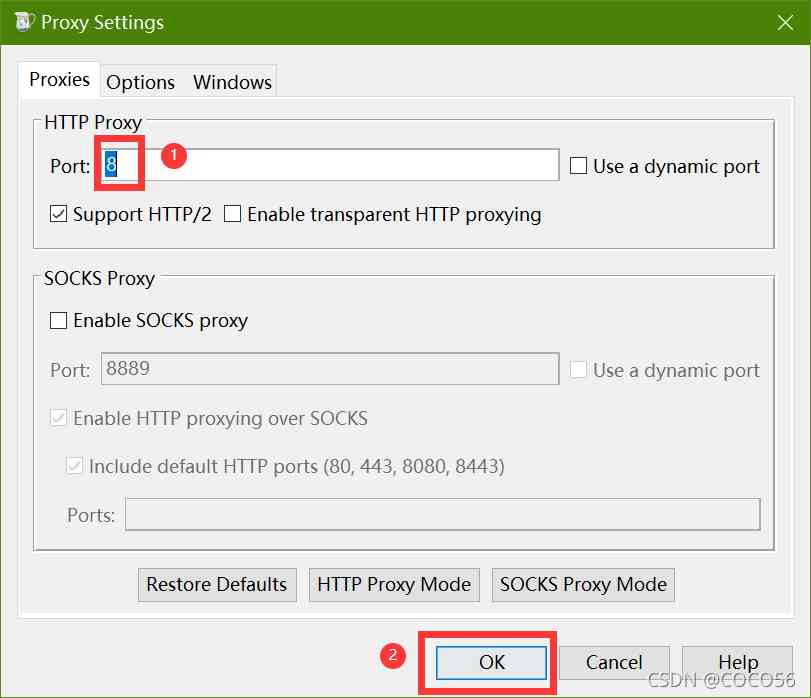 Proxy Settings
Proxies Options Windows
HTTP Proxy
Port: 8 1 Use a dynamic port
Support HTTP/2 Enable transparent HTTP proxying
SOCKS Proxy
Enable SOCKS proxy
Port: 8889 Use a dynamic port
Enable HTTP proxying over SOCKS
Include default HTTP ports (80, 443, 8080, 8443)
Ports:
Restore Defaults HTTP Proxy Mode SOCKS Proxy Mode
2 OK Cancel Help
CSDN @COCO56